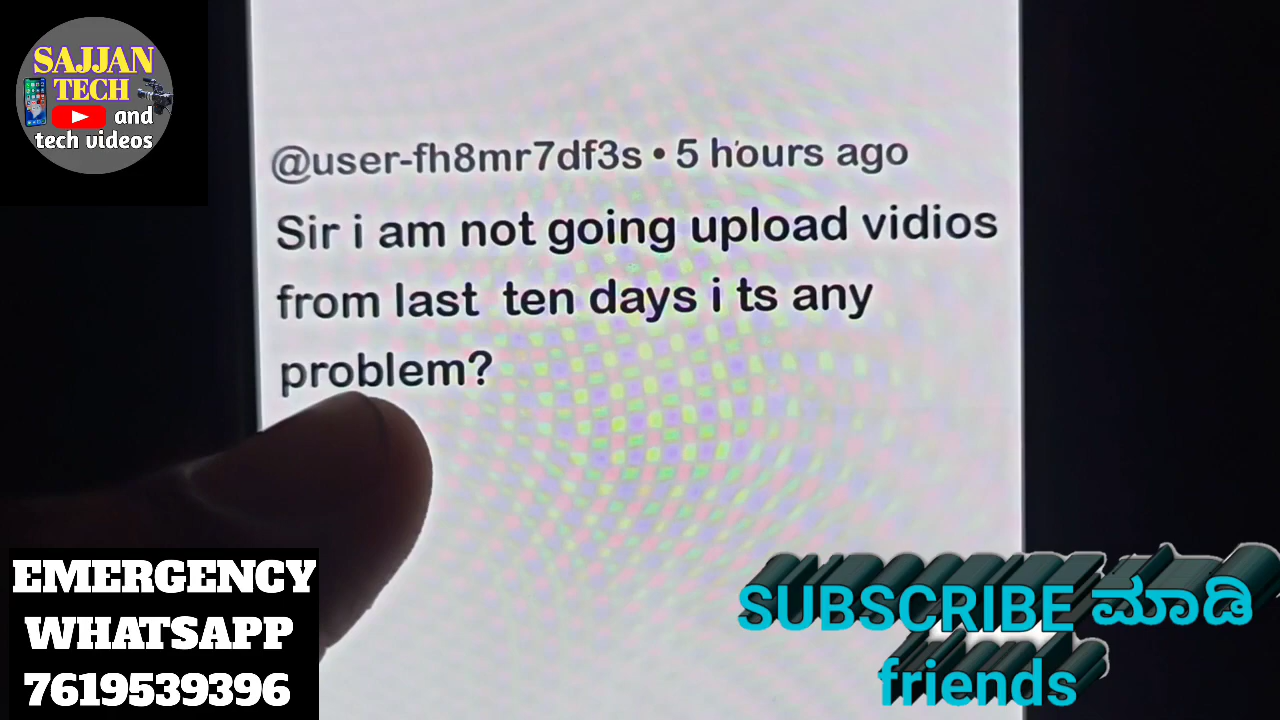 SAJJAN
TECH
and
tech videos
@user-fh8mr7df3s • 5 hours ago
Sir i am not going upload vidios
from last ten days i ts any
problem?
EMERGENCY
WHATSAPP
7619539396
SUBSCRIBE ಮಾಡಿ
friends